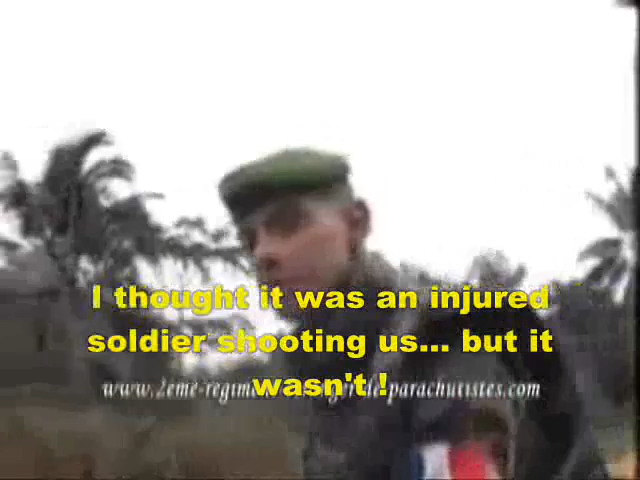 I thought it was an injured
soldier shooting us... but it
wasn't !
www.2eme-regim parachutistes.com